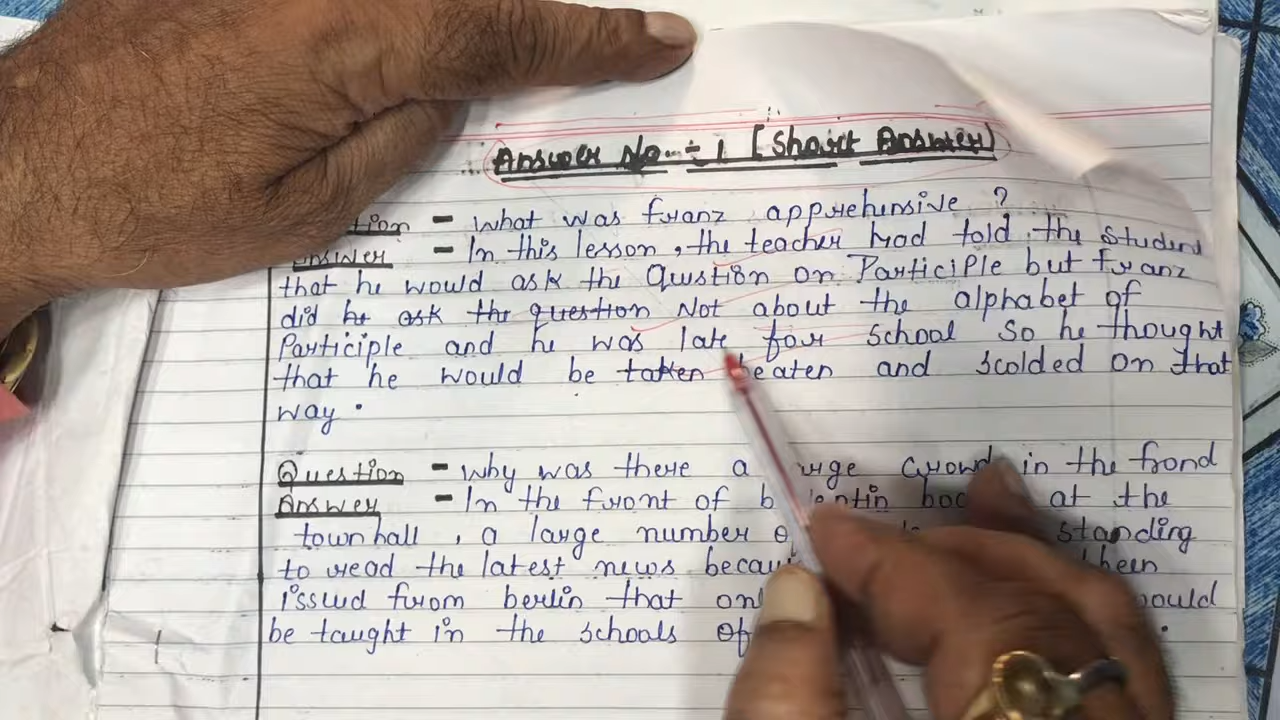 Answer No. ÷ 1 [Short Answer)
- What was franz apprehensive ?
Answer - In this lesson, the teacher had told the student
that he would ask the Qustion on Participle but franz
did he ask the question Not about the alphabet of
Participle and he was late for school so he thought
that he would be taken beaten and scolded on that
way.
Question - why was there a crowd in the frond
Answer - In the front of at the
townhall, a large number standing
to read the latest news been
issud from berlin that would
be taught in the schools of